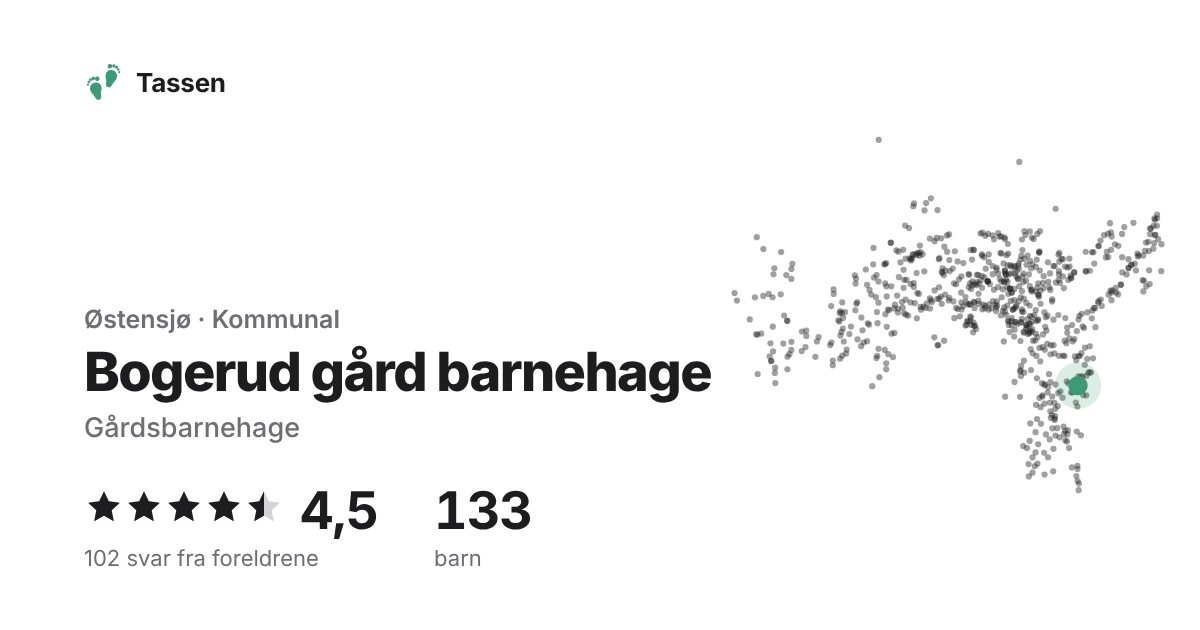 Tassen
Østensjø · Kommunal
Bogerud gård barnehage
Gårdsbarnehage
4,5
133
102 svar fra foreldrene
barn